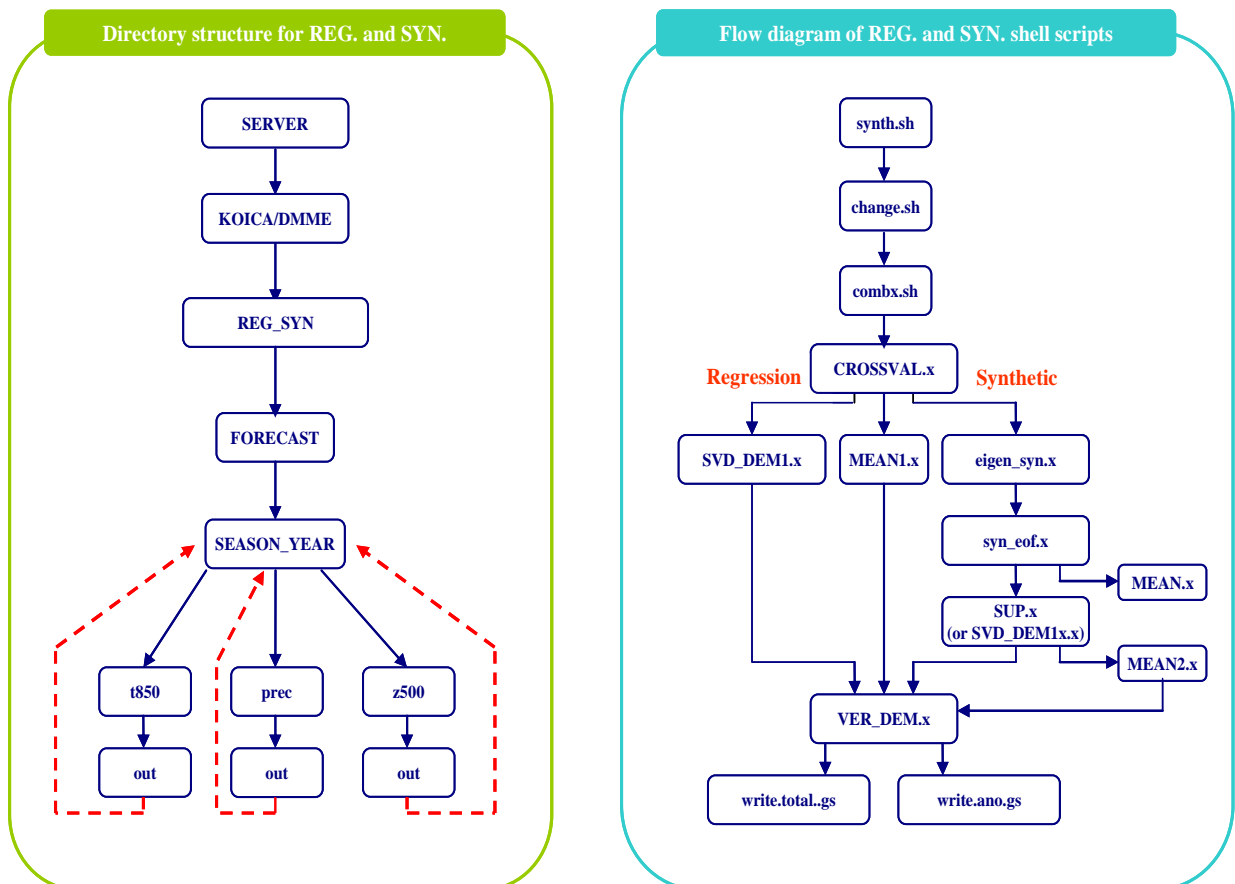 Directory structure for REG. and SYN.
SERVER
KOICA/DMME
REG_SYN
FORECAST
SEASON_YEAR
t850
prec
z500
out
out
out
Flow diagram of REG. and SYN. shell scripts
synth.sh
change.sh
combx.sh
CROSSVAL.x
Regression
Synthetic
SVD_DEM1.x
MEAN1.x
eigen_syn.x
syn_eof.x
MEAN.x
SUP.x
(or SVD_DEM1x.x)
MEAN2.x
VER_DEM.x
write.total..gs
write.ano.gs